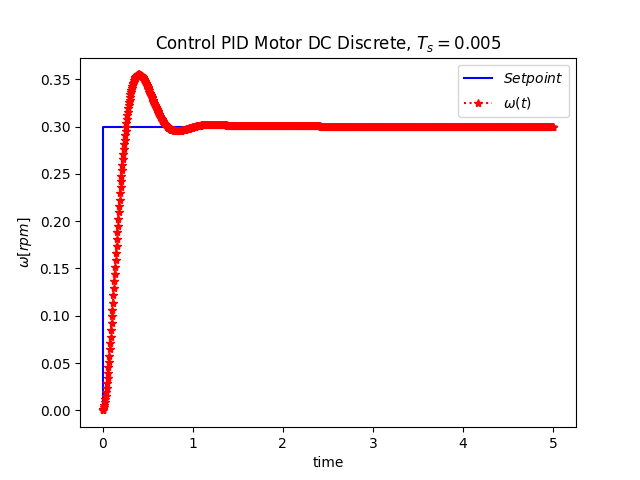 Control PID Motor DC Discrete, Tₛ = 0.005
Setpoint
ω(t)
0.35
0.30
0.25
0.20
0.15
0.10
0.05
0.00
ω[rpm]
0 1 2 3 4 5
time